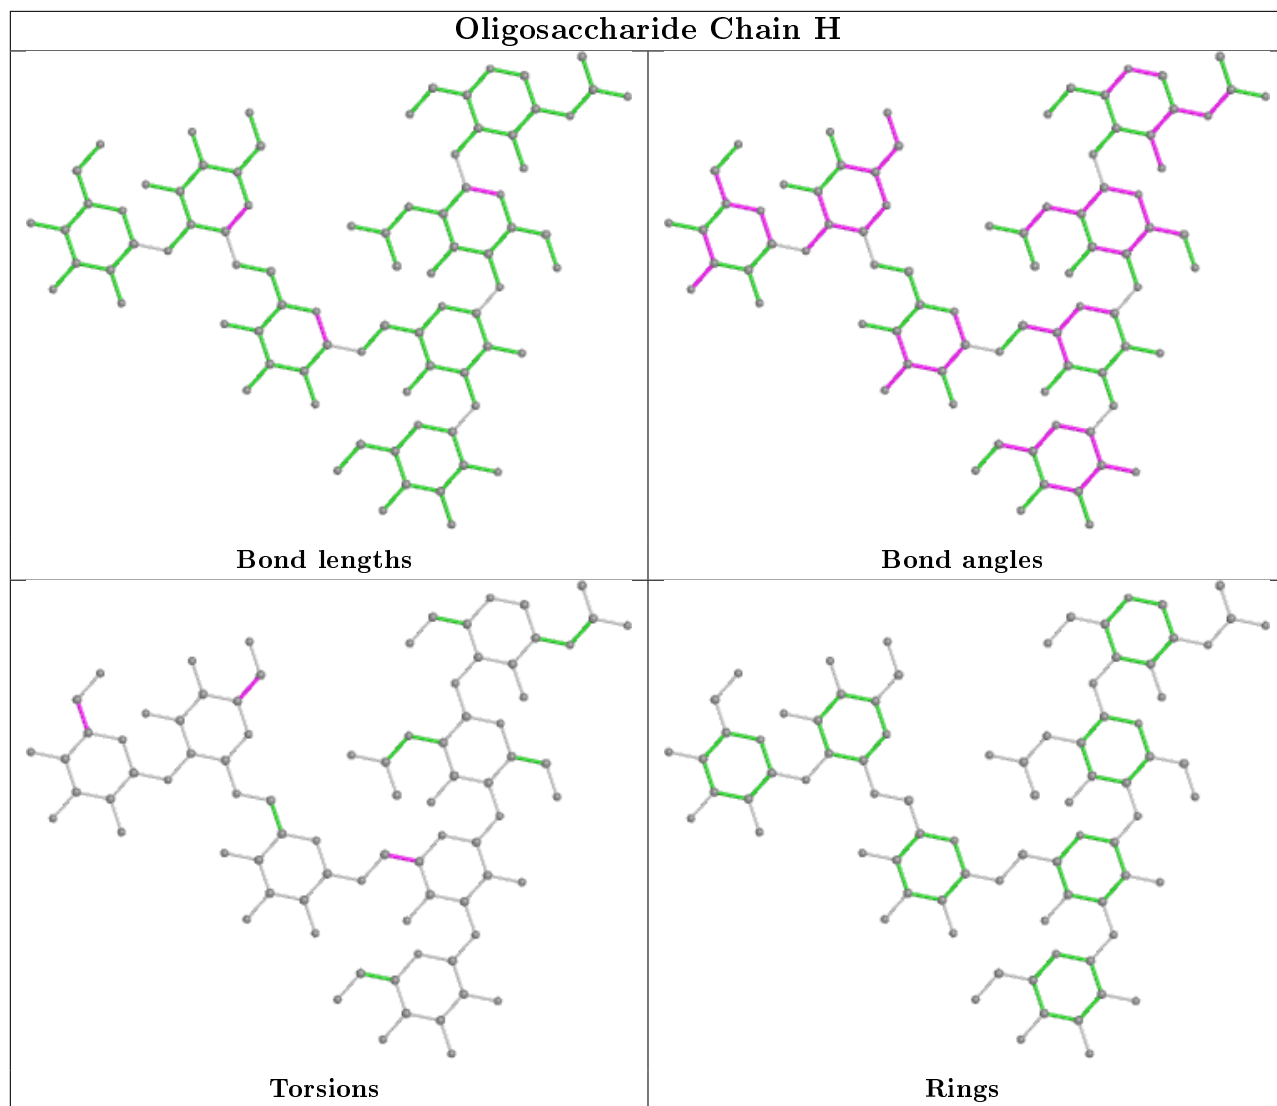 Oligosaccharide Chain H
Bond lengths
Bond angles
Torsions
Rings